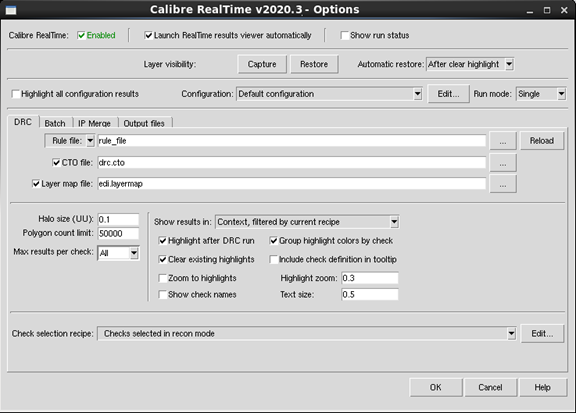 Calibre RealTime v2020.3 - Options
Calibre RealTime: Enabled Launch RealTime results viewer automatically Show run status
Layer visibility: Capture Restore Automatic restore: After clear highlight
Highlight all configuration results Configuration: Default configuration Edit... Run mode: Single
DRC Batch IP Merge Output files
Rule file: rule_file ... Reload
CTO file: drc.cto ...
Layer map file: edi.layermap ...
Halo size (UU): 0.1 Show results in: Context, filtered by current recipe
Polygon count limit: 50000 Highlight after DRC run Group highlight colors by check
Max results per check: All Clear existing highlights Include check definition in tooltip
Zoom to highlights Highlight zoom: 0.3
Show check names Text size: 0.5
Check selection recipe: Checks selected in recon mode Edit...
OK Cancel Help